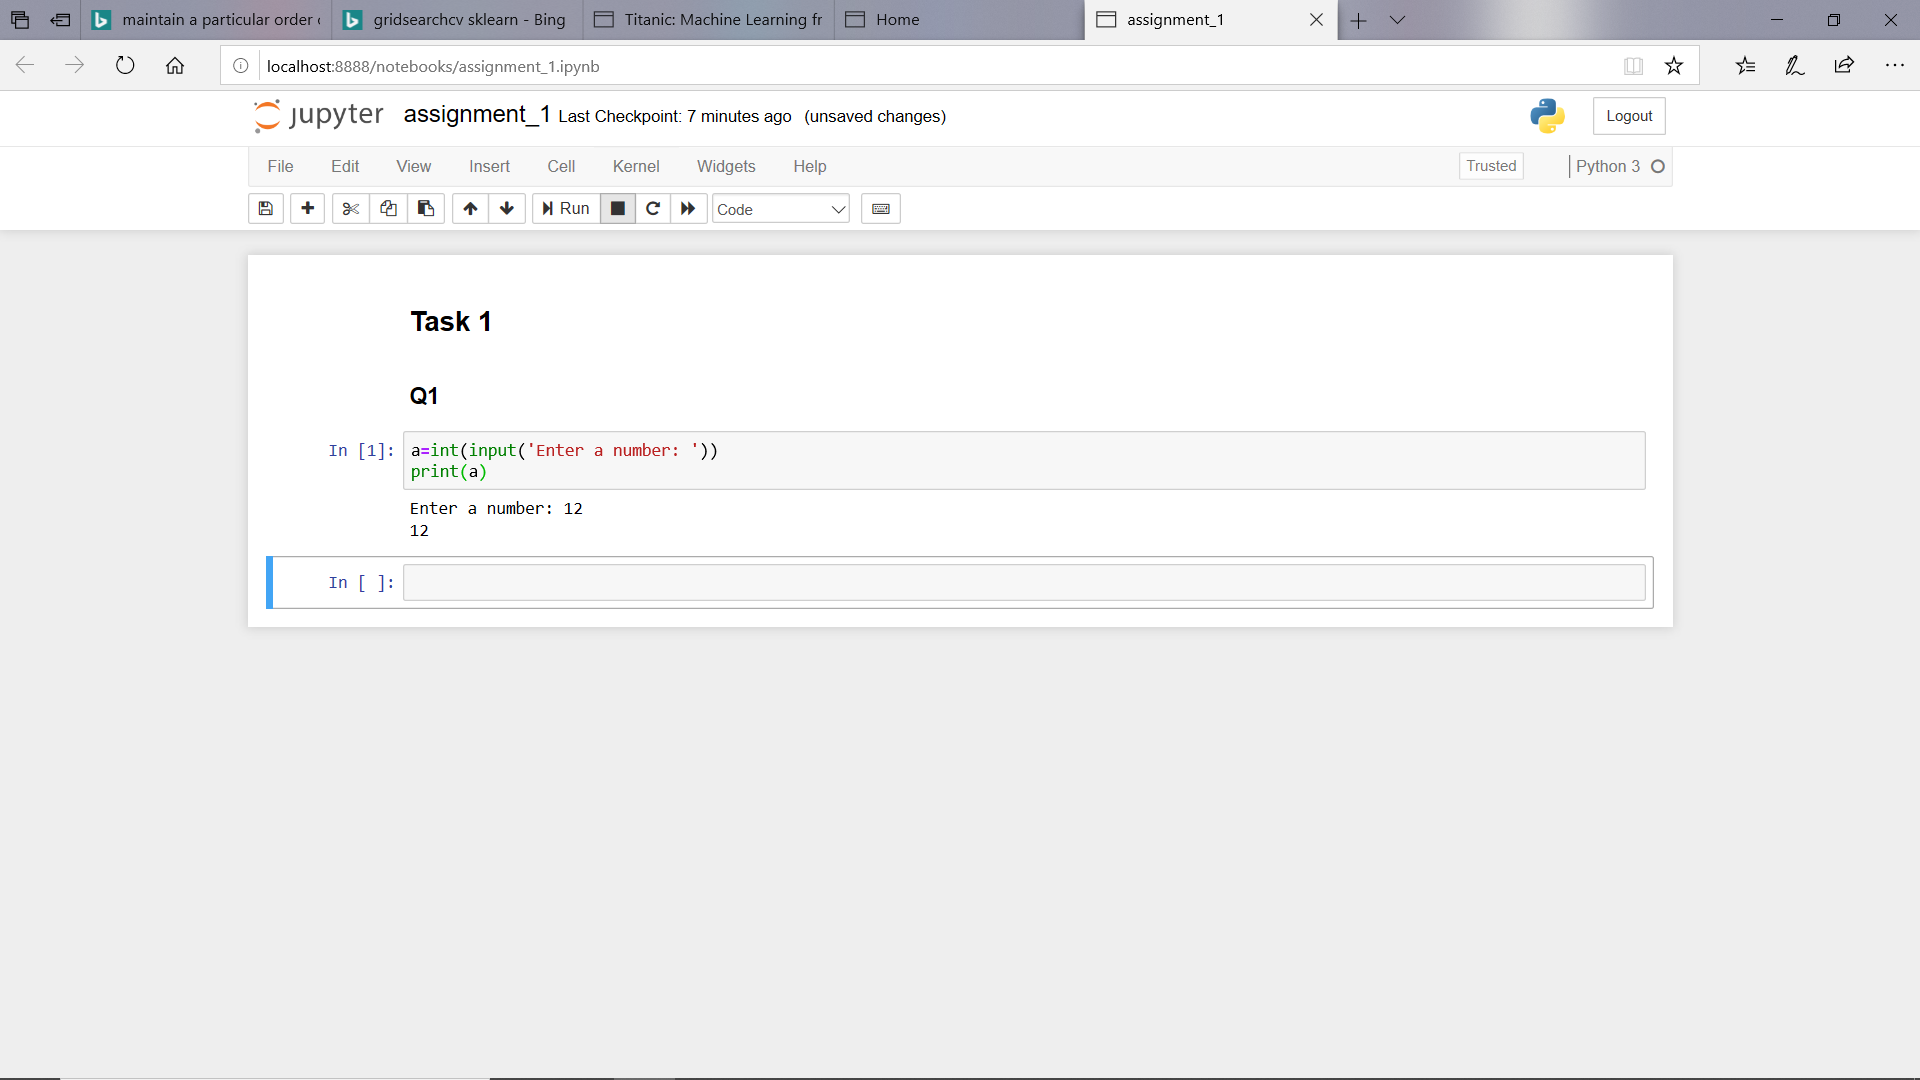 maintain a particular order
gridsearchcv sklearn - Bing
Titanic: Machine Learning fr
Home
assignment_1
localhost:8888/notebooks/assignment_1.ipynb
jupyter assignment_1 Last Checkpoint: 7 minutes ago (unsaved changes)
Logout
File Edit View Insert Cell Kernel Widgets Help
Trusted
Python 3
Run
Code
Task 1
Q1
In [1]: a=int(input('Enter a number: '))
print(a)
Enter a number: 12
12
In [ ]: